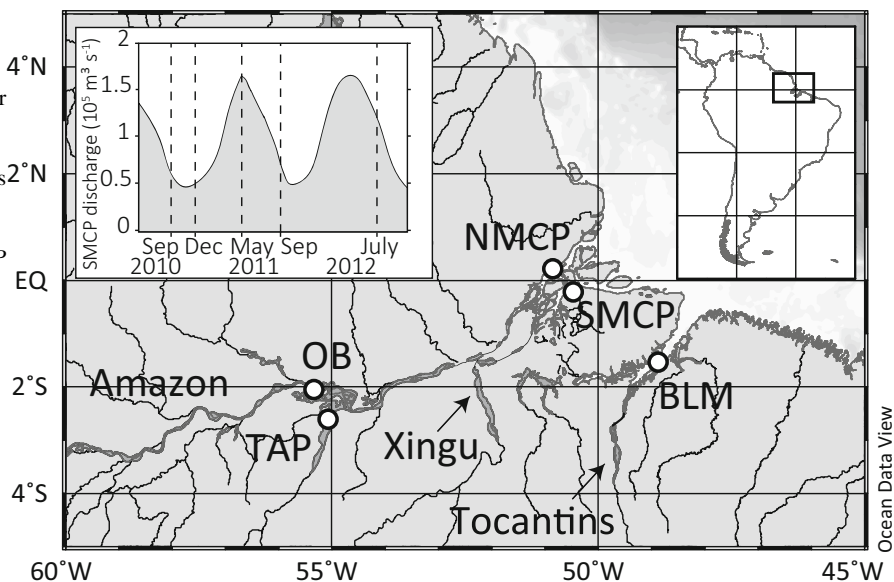 r
s
P
4°N
2°N
EQ
2°S
4°S
60°W
55°W
50°W
45°W
SMCP discharge (10⁵ m³ s⁻¹)
2
1.5
1
0.5
0
Sep Dec May Sep July
2010 2011 2012
NMCP
SMCP
OB
Amazon
BLM
TAP
Xingu
Tocantins
Ocean Data View